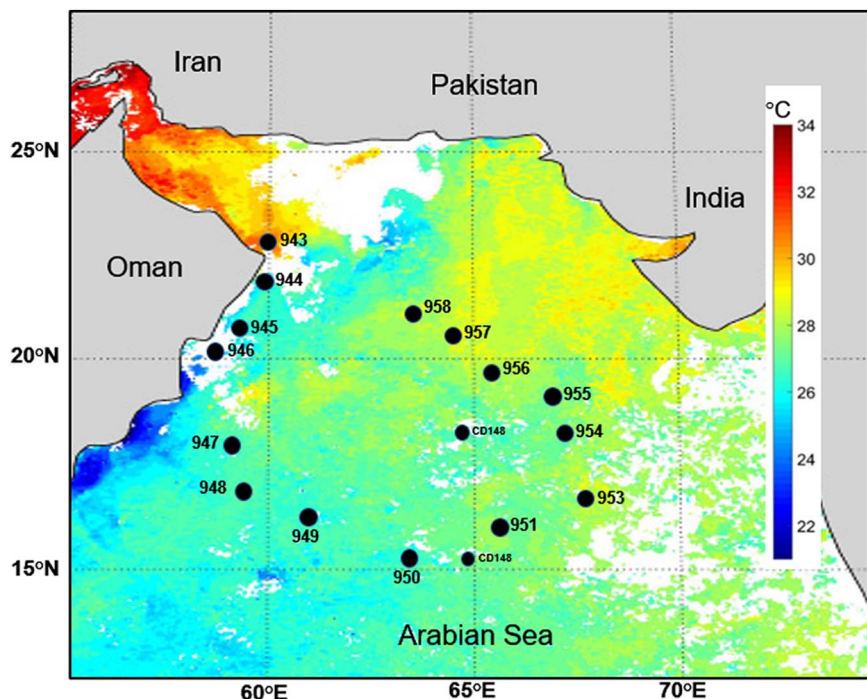 Iran
Pakistan
°C
34
25°N
32
India
30
943
Oman
944
28
958
945
957
946
20°N
956
26
955
CD148
954
947
24
948
953
949
951
22
950
CD148
15°N
Arabian Sea
60°E
65°E
70°E